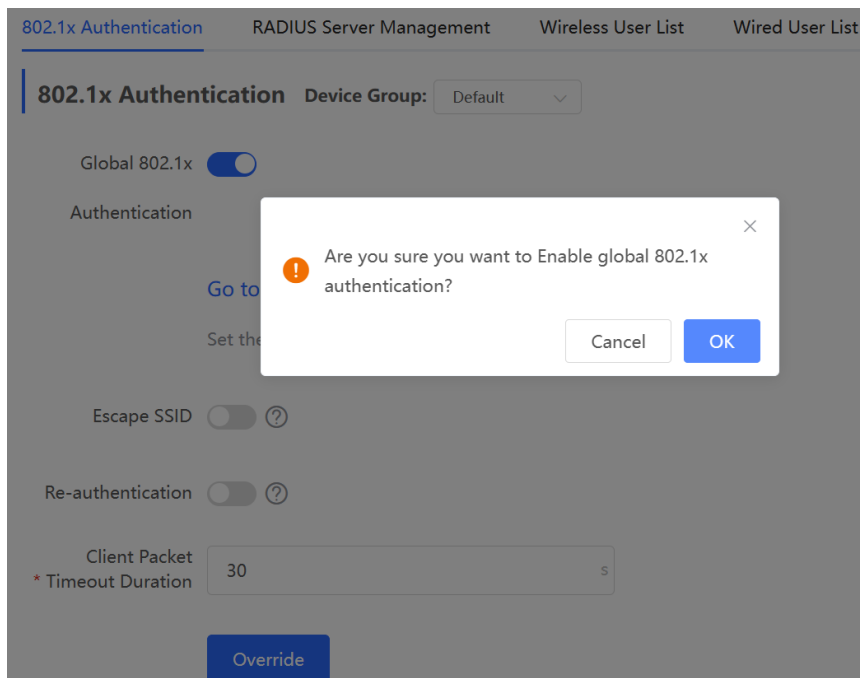 802.1x Authentication RADIUS Server Management Wireless User List Wired User List
802.1x Authentication Device Group: Default
Global 802.1x
Authentication
Are you sure you want to Enable global 802.1x
authentication?
Go to
Set the
Cancel OK
Escape SSID
Re-authentication
Client Packet
* Timeout Duration
30 s
Override